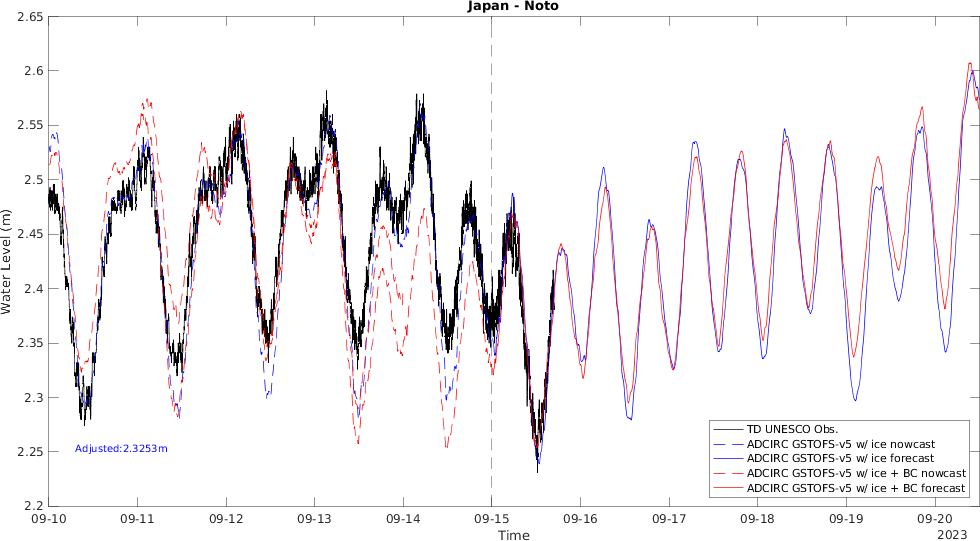 Japan - Noto
2.65
2.6
2.55
2.5
2.45
2.4
2.35
2.3
2.25
2.2
Water Level (m)
Adjusted:2.3253m
TD UNESCO Obs.
ADCIRC GSTOFS-v5 w/ ice nowcast
ADCIRC GSTOFS-v5 w/ ice forecast
ADCIRC GSTOFS-v5 w/ ice + BC nowcast
ADCIRC GSTOFS-v5 w/ ice + BC forecast
09-10 09-11 09-12 09-13 09-14 09-15 09-16 09-17 09-18 09-19 09-20
Time
2023